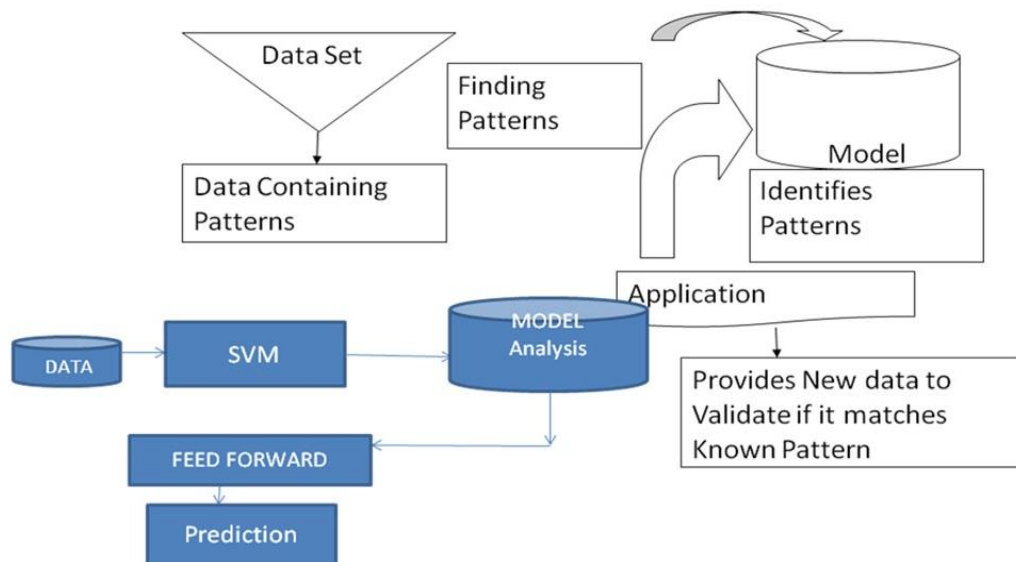 Data Set
Finding
Patterns
Model
Data Containing
Patterns
Identifies
Patterns
Application
MODEL
Analysis
SVM
DATA
Provides New data to
Validate if it matches
Known Pattern
FEED FORWARD
Prediction